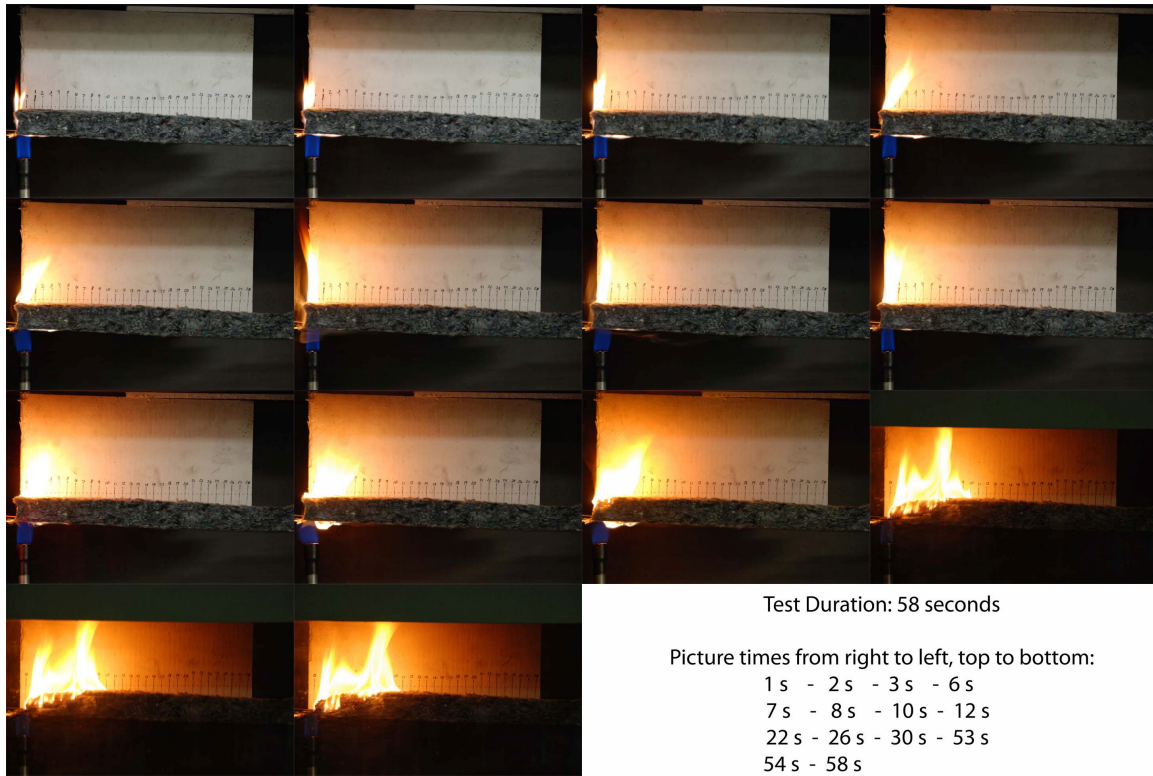 Test Duration: 58 seconds
Picture times from right to left, top to bottom:
1 s - 2 s - 3 s - 6 s
7 s - 8 s - 10 s - 12 s
22 s - 26 s - 30 s - 53 s
54 s - 58 s